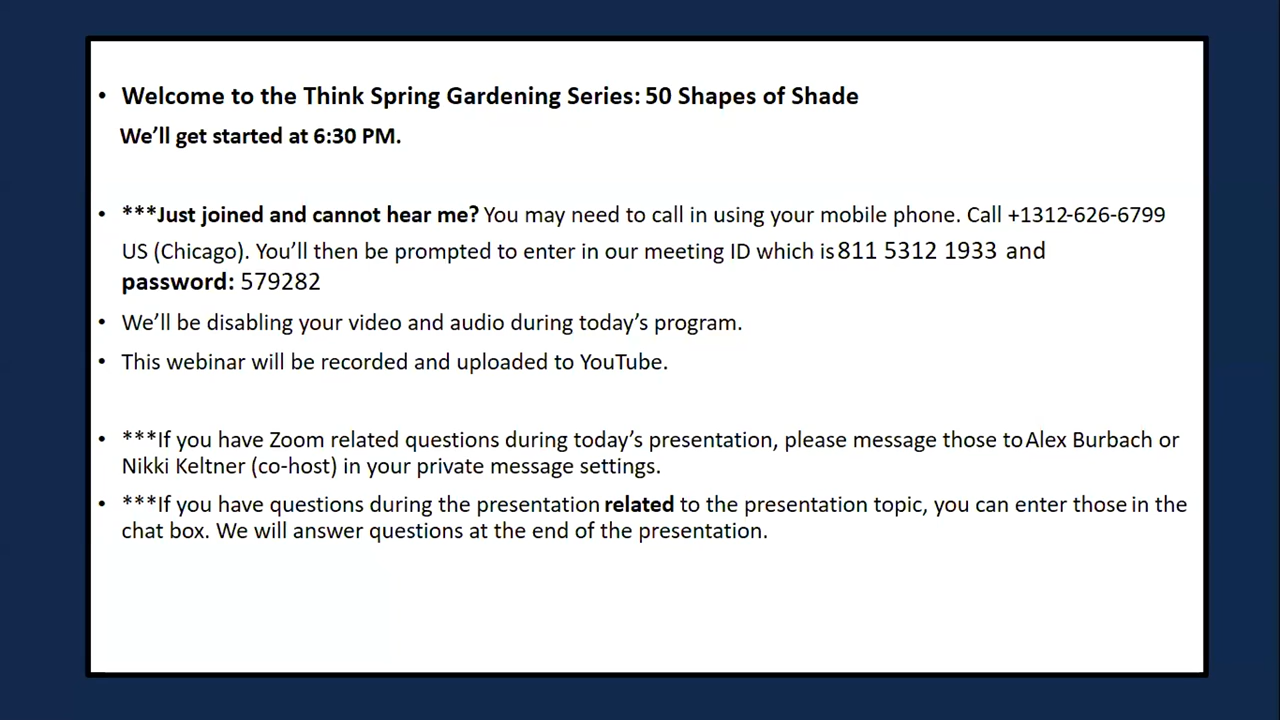 • Welcome to the Think Spring Gardening Series: 50 Shapes of Shade
We’ll get started at 6:30 PM.
• ***Just joined and cannot hear me? You may need to call in using your mobile phone. Call +1312-626-6799
US (Chicago). You’ll then be prompted to enter in our meeting ID which is 811 5312 1933 and
password: 579282
• We’ll be disabling your video and audio during today’s program.
• This webinar will be recorded and uploaded to YouTube.
• ***If you have Zoom related questions during today’s presentation, please message those to Alex Burbach or
Nikki Keltner (co-host) in your private message settings.
• ***If you have questions during the presentation related to the presentation topic, you can enter those in the
chat box. We will answer questions at the end of the presentation.